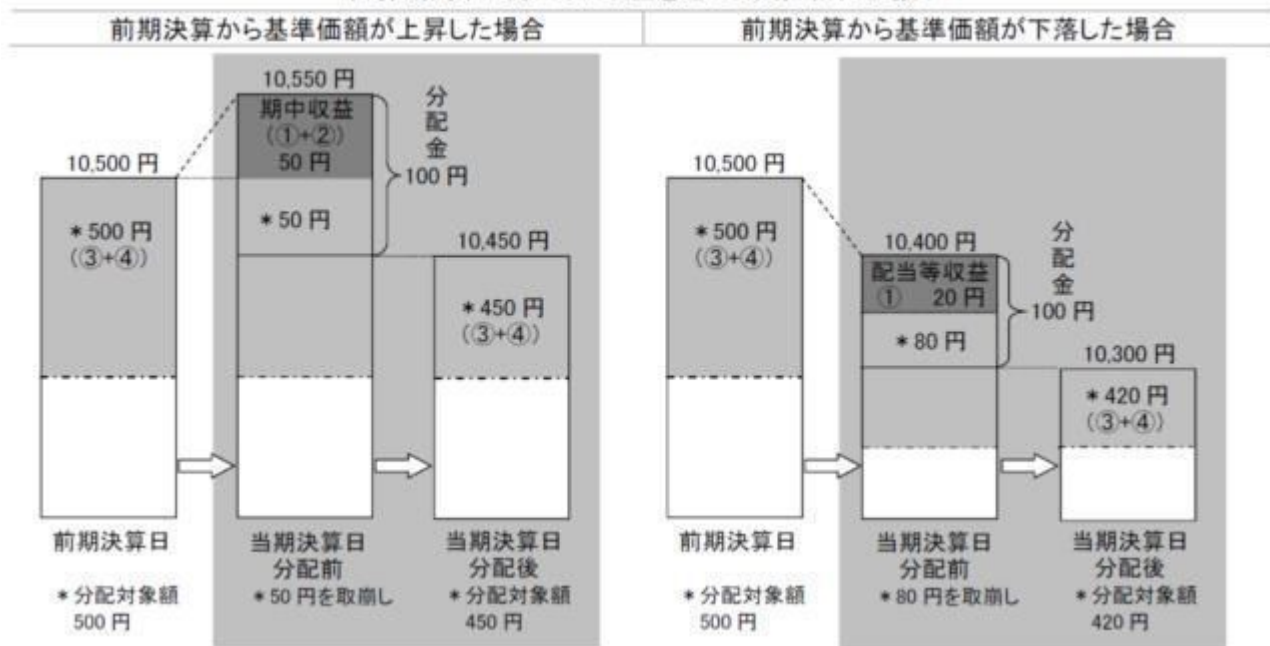 前期決算から基準価額が上昇した場合
10,550 円
期中収益
(①+②))
50 円
分配金
100 円
10,500 円
*500 円
(③+④))
*50 円
10,450 円
*450 円
(③+④))
前期決算日
当期決算日
分配前
当期決算日
分配後
*分配対象額
500 円
*50 円を取崩し
*分配対象額
450 円
前期決算から基準価額が下落した場合
10,500 円
*500 円
(③+④))
10,400 円
配当等収益
① 20 円
分配金
100 円
*80 円
10,300 円
*420 円
(③+④))
前期決算日
当期決算日
分配前
当期決算日
分配後
*分配対象額
500 円
*80 円を取崩し
*分配対象額
420 円